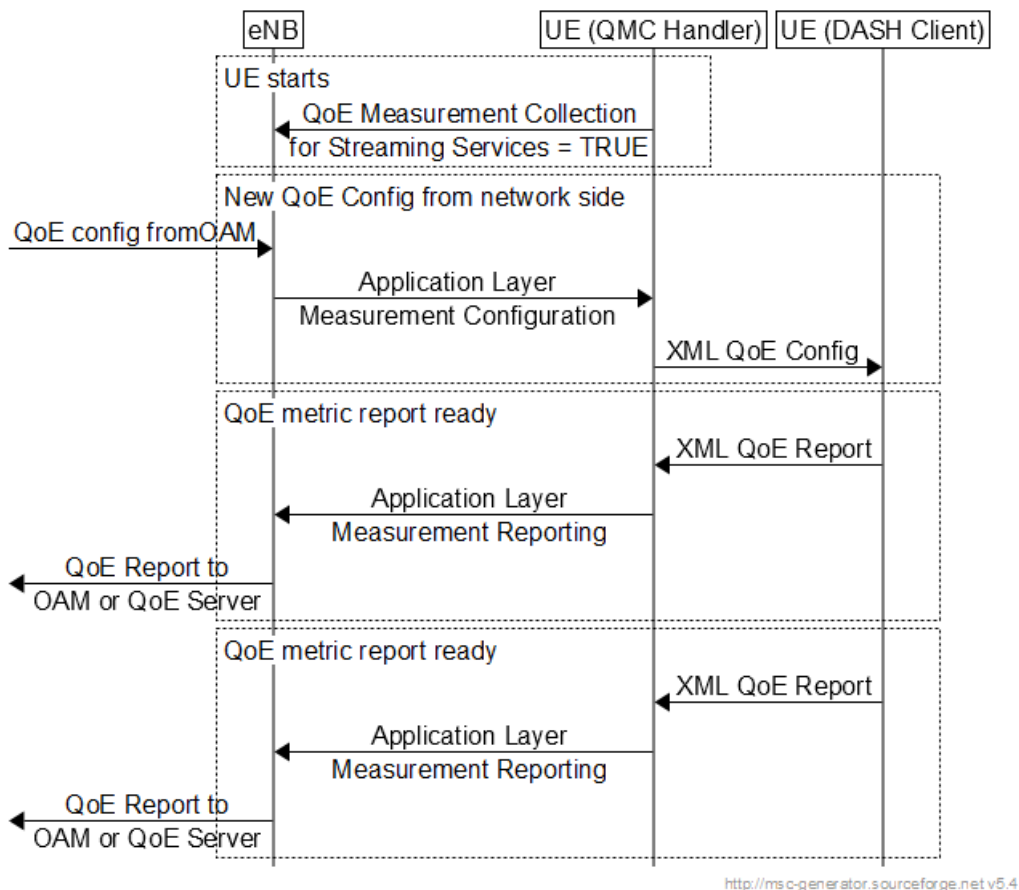 eNB
UE (QMC Handler)
UE (DASH Client)
UE starts
QoE Measurement Collection
for Streaming Services = TRUE
New QoE Config from network side
QoE config fromOAM
Application Layer
Measurement Configuration
XML QoE Config
QoE metric report ready
XML QoE Report
Application Layer
Measurement Reporting
QoE Report to
OAM or QoE Server
QoE metric report ready
XML QoE Report
Application Layer
Measurement Reporting
QoE Report to
OAM or QoE Server
http://msc-generator.sourceforge.net v5.4